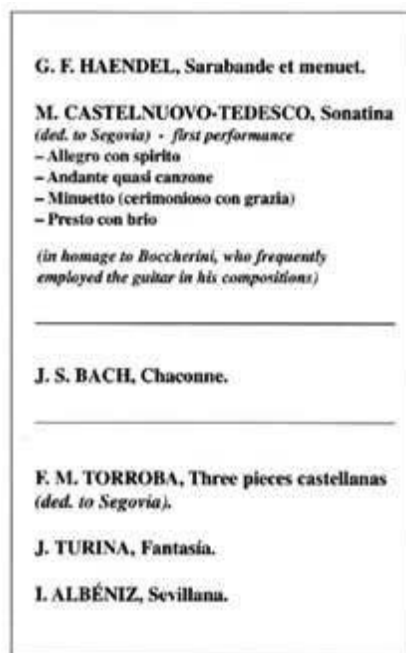 G. F. HAENDEL, Sarabande et menuet.
M. CASTELNUOVO-TEDESCO, Sonatina
(ded. to Segovia) - first performance
– Allegro con spirito
– Andante quasi canzone
– Minuetto (cerimonioso con grazia)
– Presto con brio
(in homage to Boccherini, who frequently
employed the guitar in his compositions)
J. S. BACH, Chaconne.
F. M. TORROBA, Three pieces castellanas
(ded. to Segovia).
J. TURINA, Fantasía.
I. ALBÉNIZ, Sevillana.